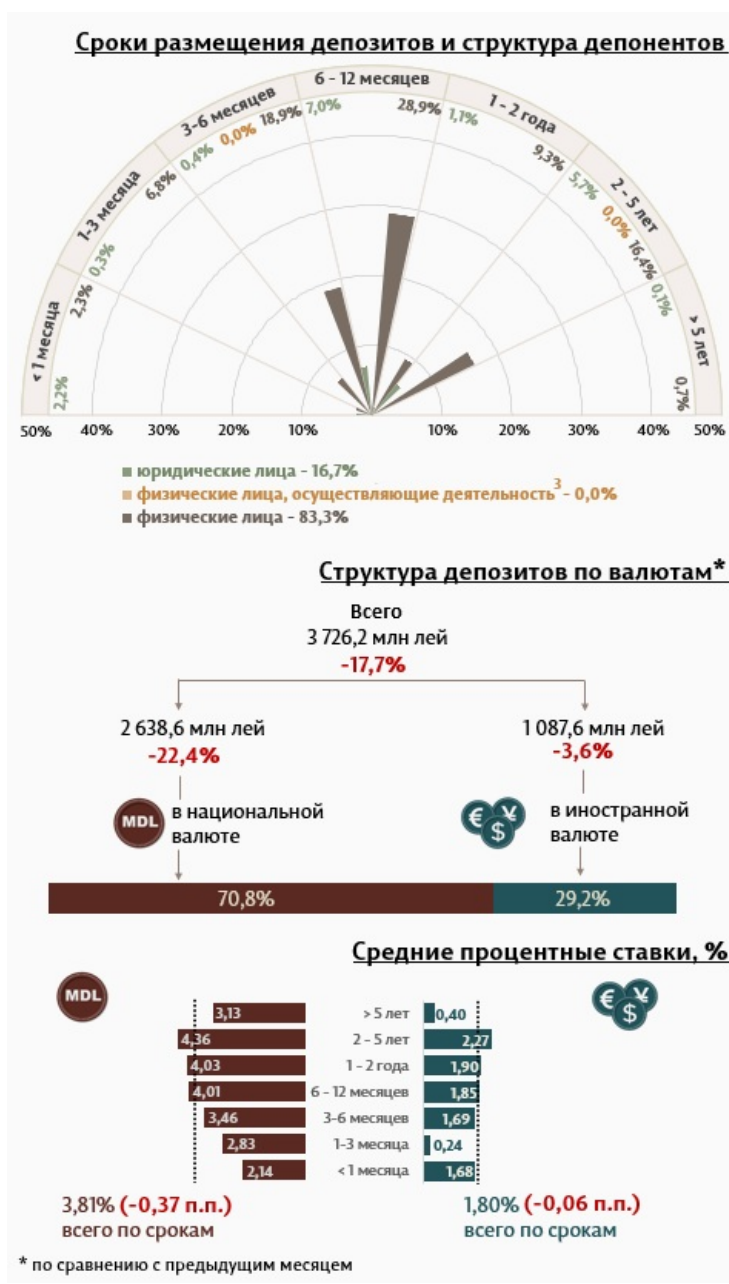 Сроки размещения депозитов и структура депонентов
< 1 месяца
1-3 месяца
3-6 месяцев
6 - 12 месяцев
1 - 2 года
2 - 5 лет
> 5 лет
2,2%
2,3%
0,3%
6,8%
0,4%
0,0%
18,9%
7,0%
28,9%
1,1%
9,3%
5,7%
0,0%
16,4%
0,1%
0,7%
50% 40% 30% 20% 10% 10% 20% 30% 40% 50%
юридические лица - 16,7%
физические лица, осуществляющие деятельность3 - 0,0%
физические лица - 83,3%
Структура депозитов по валютам*
Всего
3 726,2 млн лей
-17,7%
2 638,6 млн лей
-22,4%
1 087,6 млн лей
-3,6%
MDL
в национальной
валюте
€ ¥ $
в иностранной
валюте
70,8% 29,2%
Средние процентные ставки, %
MDL
€ ¥ $
3,13 > 5 лет 0,40
4,36 2 - 5 лет 2,27
4,03 1 - 2 года 1,90
4,01 6 - 12 месяцев 1,85
3,46 3-6 месяцев 1,69
2,83 1-3 месяца 0,24
2,14 < 1 месяца 1,68
3,81% (-0,37 п.п.)
всего по срокам
1,80% (-0,06 п.п.)
всего по срокам
* по сравнению с предыдущим месяцем